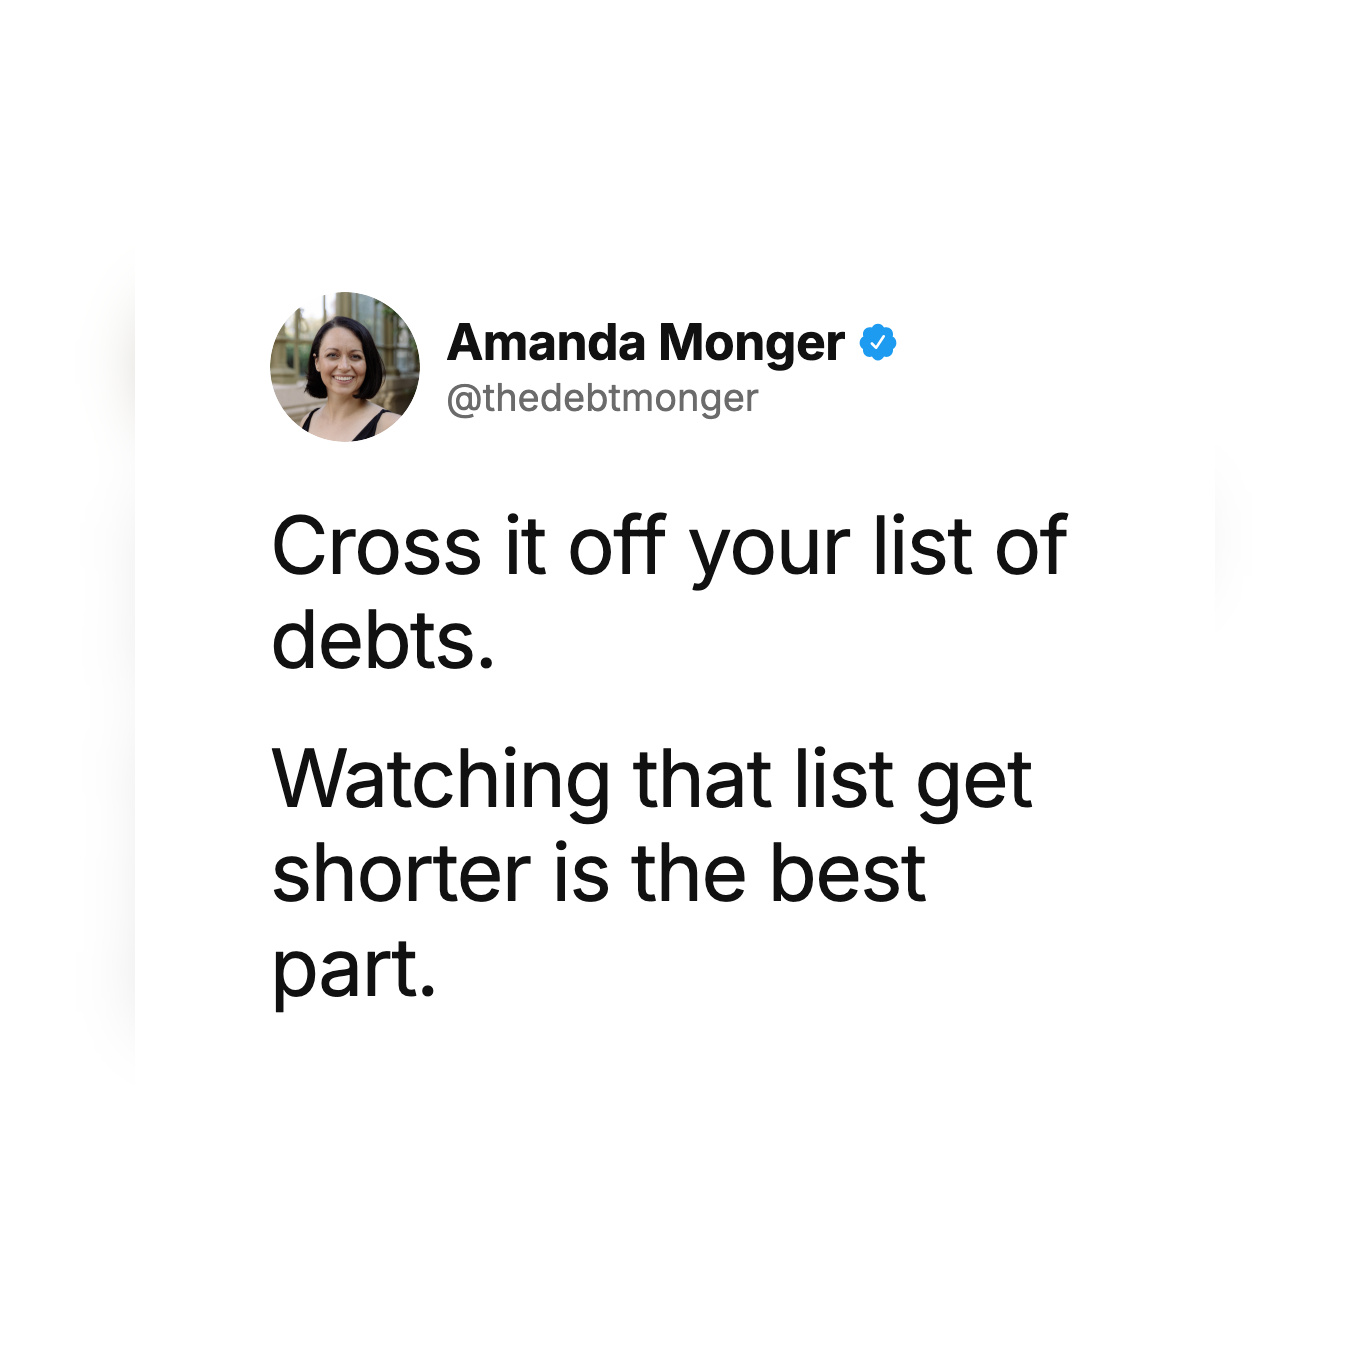 Amanda Monger
@thedebtmonger
Cross it off your list of
debts.
Watching that list get
shorter is the best
part.